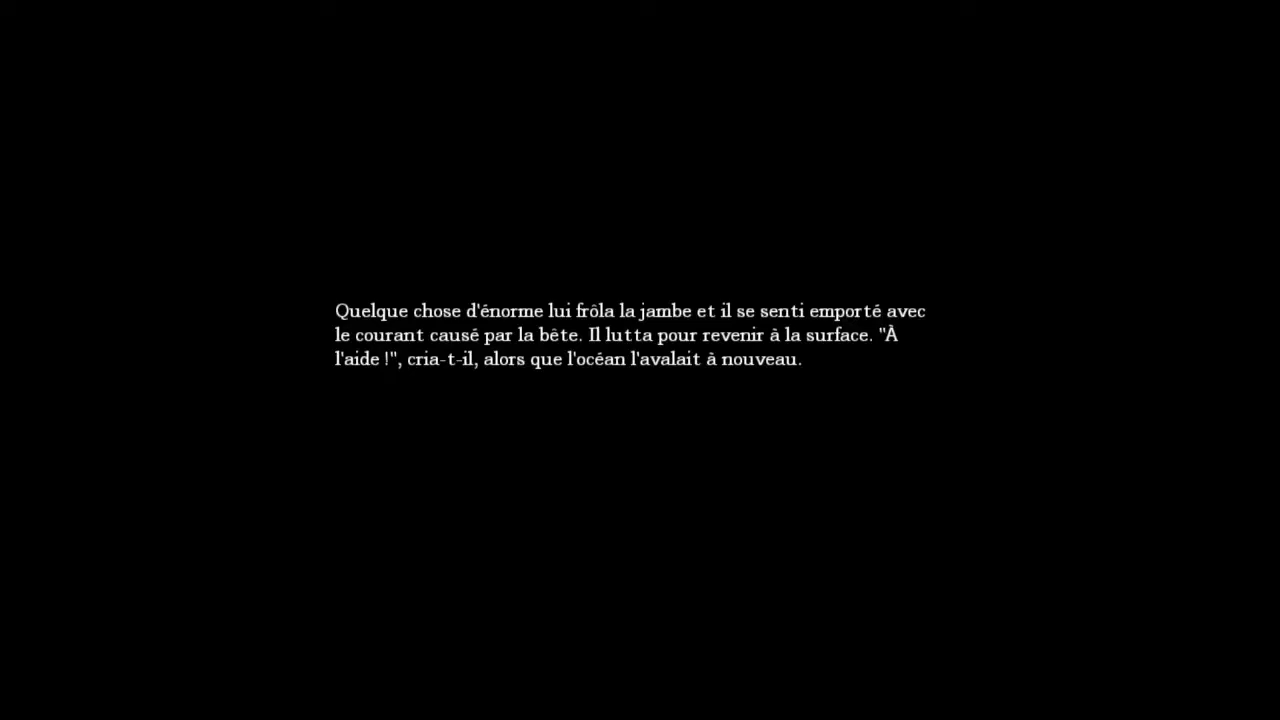 Quelque chose d'énorme lui frôla la jambe et il se senti emporté avec
le courant causé par la bête. Il lutta pour revenir à la surface. "À
l'aide !", cria-t-il, alors que l'océan l'avalait à nouveau.